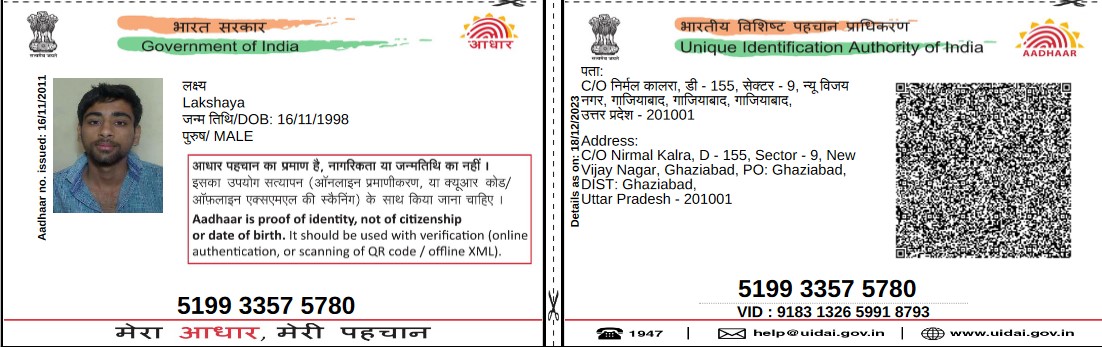 भारत सरकार
Government of India
आधार
Aadhaar no. issued: 16/11/2011
लक्ष्य
Lakshaya
जन्म तिथि/DOB: 16/11/1998
पुरुष/ MALE
आधार पहचान का प्रमाण है, नागरिकता या जन्मतिथि का नहीं ।
इसका उपयोग सत्यापन (ऑनलाइन प्रमाणीकरण, या क्यूआर कोड/
ऑफ़लाइन एक्सएमएल की स्कैनिंग) के साथ किया जाना चाहिए ।
Aadhaar is proof of identity, not of citizenship
or date of birth. It should be used with verification (online
authentication, or scanning of QR code / offline XML).
5199 3357 5780
मेरा आधार, मेरी पहचान
भारतीय विशिष्ट पहचान प्राधिकरण
Unique Identification Authority of India
AADHAAR
Details as on: 18/12/2023
पता:
C/O निर्मल कालरा, डी - 155, सेक्टर - 9, न्यू विजय
नगर, गाजियाबाद, गाजियाबाद, गाजियाबाद,
उत्तर प्रदेश - 201001
Address:
C/O Nirmal Kalra, D - 155, Sector - 9, New
Vijay Nagar, Ghaziabad, PO: Ghaziabad,
DIST: Ghaziabad,
Uttar Pradesh - 201001
5199 3357 5780
VID : 9183 1326 5991 8793
1947 | help@uidai.gov.in | www.uidai.gov.in